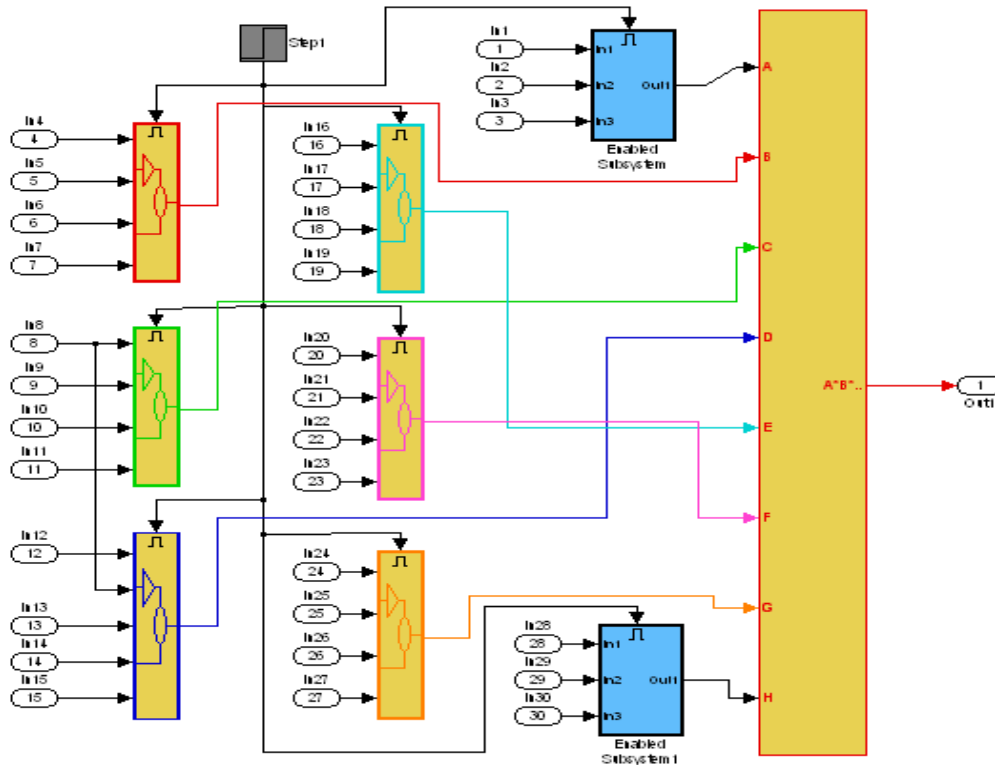 Step1
In1
1
In2
2
In3
3
In1
In2
In3
Out1
Enabled
Subsystem
In4
4
In5
5
In6
6
In7
7
In16
16
In17
17
In18
18
In19
19
In8
8
In9
9
In10
10
In11
11
In20
20
In21
21
In22
22
In23
23
In12
12
In13
13
In14
14
In15
15
In24
24
In25
25
In26
26
In27
27
In28
28
In29
29
In30
30
In1
In2
In3
Out1
Enabled
Subsystem1
A
B
C
D
E
F
G
H
A*B*..
1
Out1